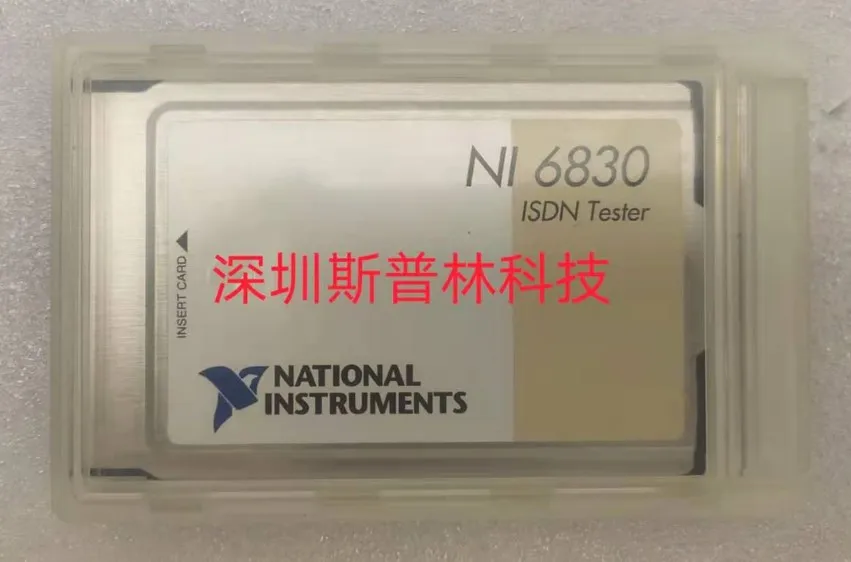 NI 6830
ISDN Tester
INSERT CARD
深圳斯普林科技
NATIONAL
INSTRUMENTS